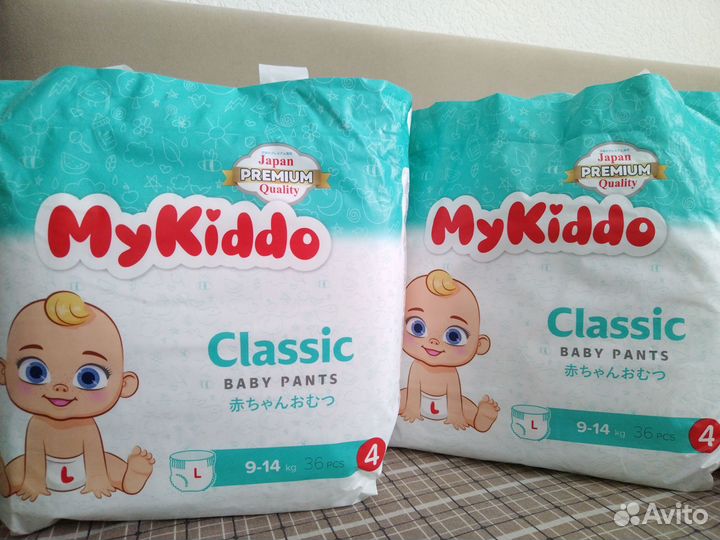 Japan
PREMIUM
Quality
MyKiddo
Classic
BABY PANTS
赤ちゃんおむつ
L
L
9-14 kg 36 PCS
4
Japan
PREMIUM
Quality
MyKiddo
Classic
BABY PANTS
赤ちゃんおむつ
L
L
9-14 kg 36 PCS
4
Avito